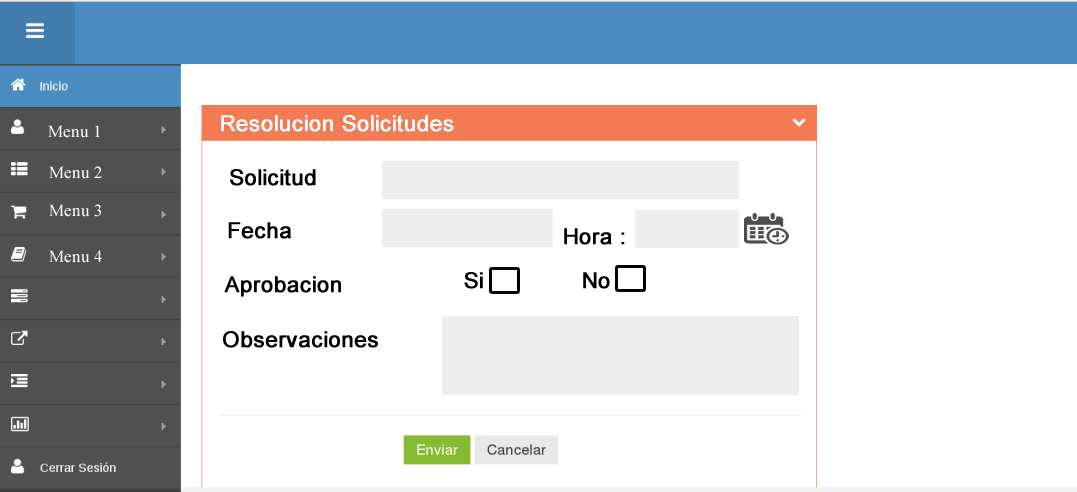 Inicio
Menu 1
Menu 2
Menu 3
Menu 4
Cerrar Sesión
Resolucion Solicitudes
Solicitud
Fecha
Hora :
Aprobacion
Si
No
Observaciones
Enviar
Cancelar